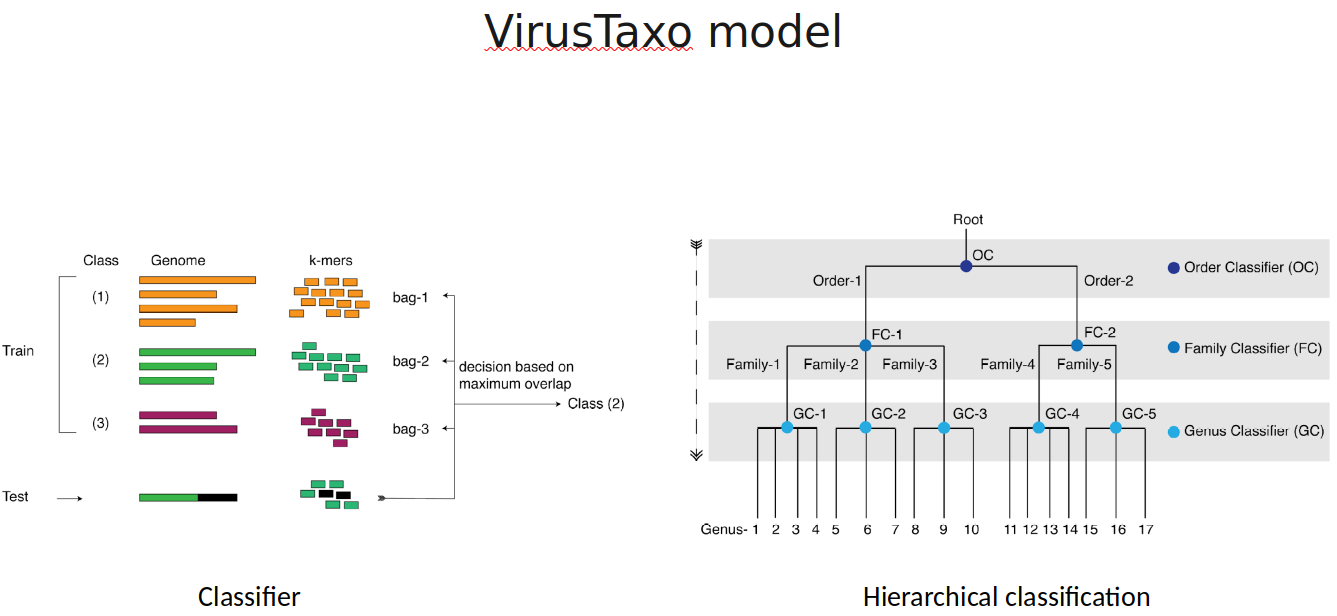 VirusTaxo model
Class Genome k-mers
(1)
bag-1
Train
(2)
bag-2
decision based on
maximum overlap
Class (2)
(3)
bag-3
Test
Classifier
Root
OC
Order Classifier (OC)
Order-1 Order-2
FC-1 FC-2
Family Classifier (FC)
Family-1 Family-2 Family-3 Family-4 Family-5
GC-1 GC-2 GC-3 GC-4 GC-5
Genus Classifier (GC)
Genus- 1 2 3 4 5 6 7 8 9 10 11 12 13 14 15 16 17
Hierarchical classification